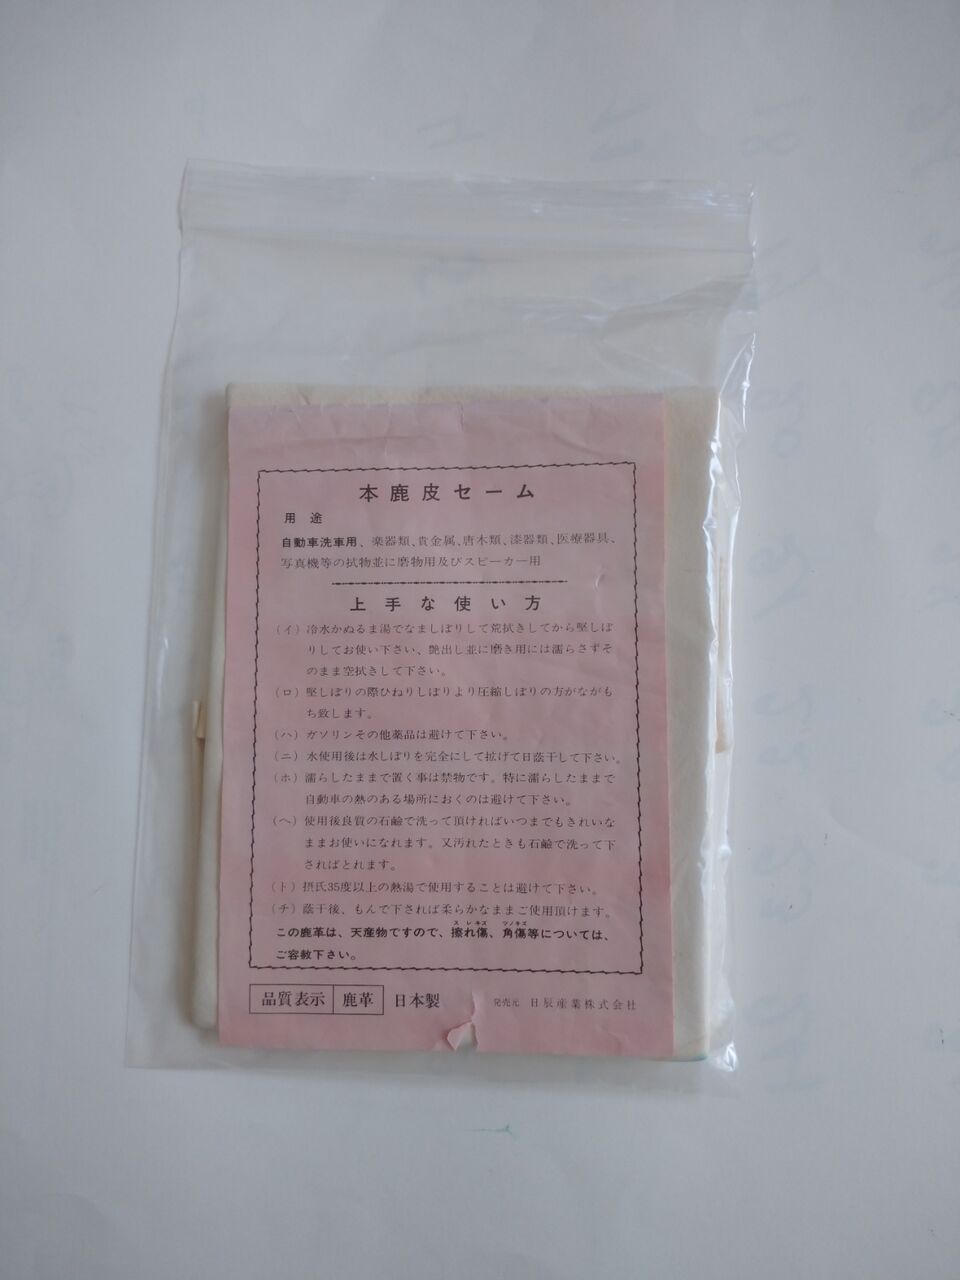 本鹿皮セーム
用途
自動車洗車用、楽器類、貴金属、唐木類、漆器類、医療器具、
写真機等の拭物並に磨物用及びスピーカー用
上手な使い方
(イ) 冷水かぬるま湯でなましぼりして荒拭きしてから堅しぼ
りしてお使い下さい、艶出し並に磨き用には濡らさずそ
のまま空拭きして下さい。
(ロ) 堅しぼりの際ひねりしぼりより圧縮しぼりの方がながも
ち致します。
(ハ) ガソリンその他薬品は避けて下さい。
(ニ) 水使用後は水しぼりを完全にして拡げて日蔭干して下さい。
(ホ) 濡らしたままで置く事は禁物です。特に濡らしたままで
自動車の熱のある場所におくのは避けて下さい。
(ヘ) 使用後良質の石鹼で洗って頂ければいつまでもきれいな
ままお使いになれます。又汚れたときも石鹼で洗って下
さればとれます。
(ト) 摂氏35度以上の熱湯で使用することは避けて下さい。
(チ) 蔭干後、もんで下されば柔らかなままご使用頂けます。
この鹿革は、天産物ですので、擦れ傷、角傷等については、
ご容赦下さい。
品質表示 鹿革 日本製 発売元 日辰産業株式会社